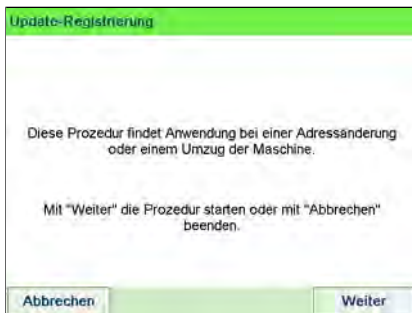 Update-Registrierung
Diese Prozedur findet Anwendung bei einer Adressänderung
oder einem Umzug der Maschine.
Mit "Weiter" die Prozedur starten oder mit "Abbrechen"
beenden.
Abbrechen
Weiter